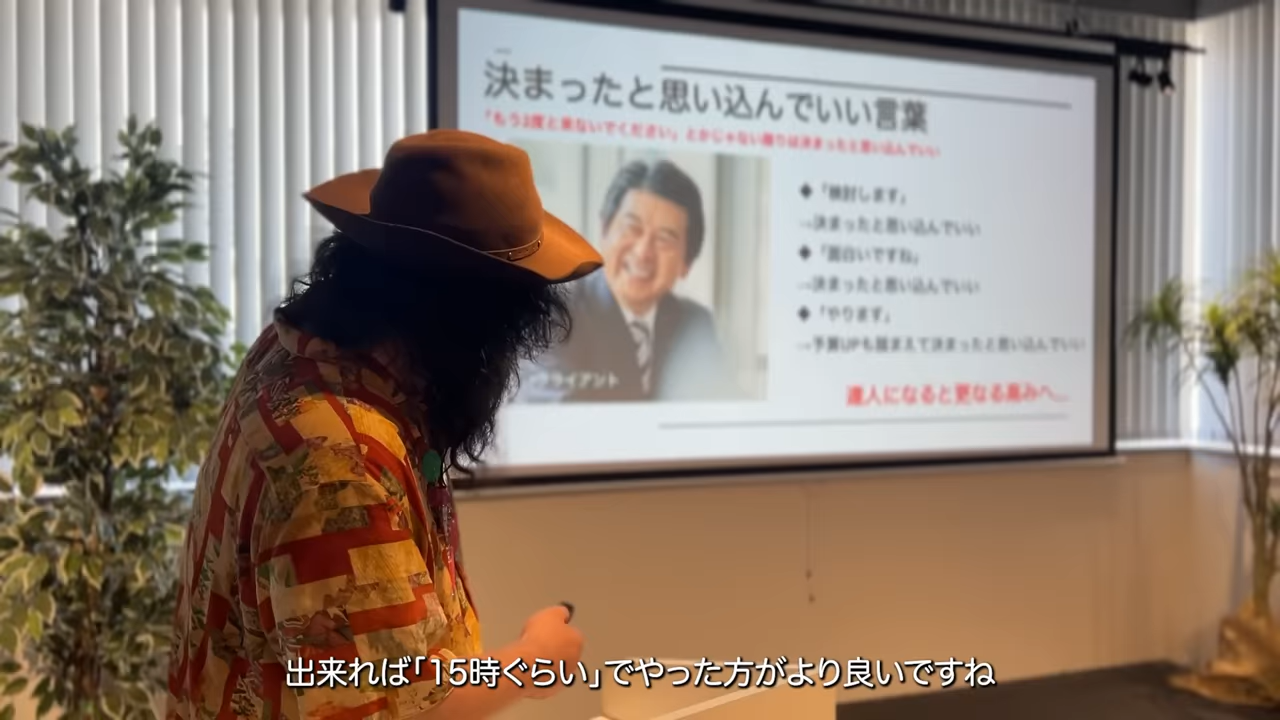 決まったと思い込んでいい言葉
「もう2度と来ないでください」とかじゃない限りは決まったと思い込んでいい
◆「検討します」
→決まったと思い込んでいい
◆「面白いですね」
→決まったと思い込んでいい
◆「やります」
→予算UPも踏まえて決まったと思い込んでいい
クライアント
達人になると更なる高みへ…
出来れば「15時ぐらい」でやった方がより良いですね